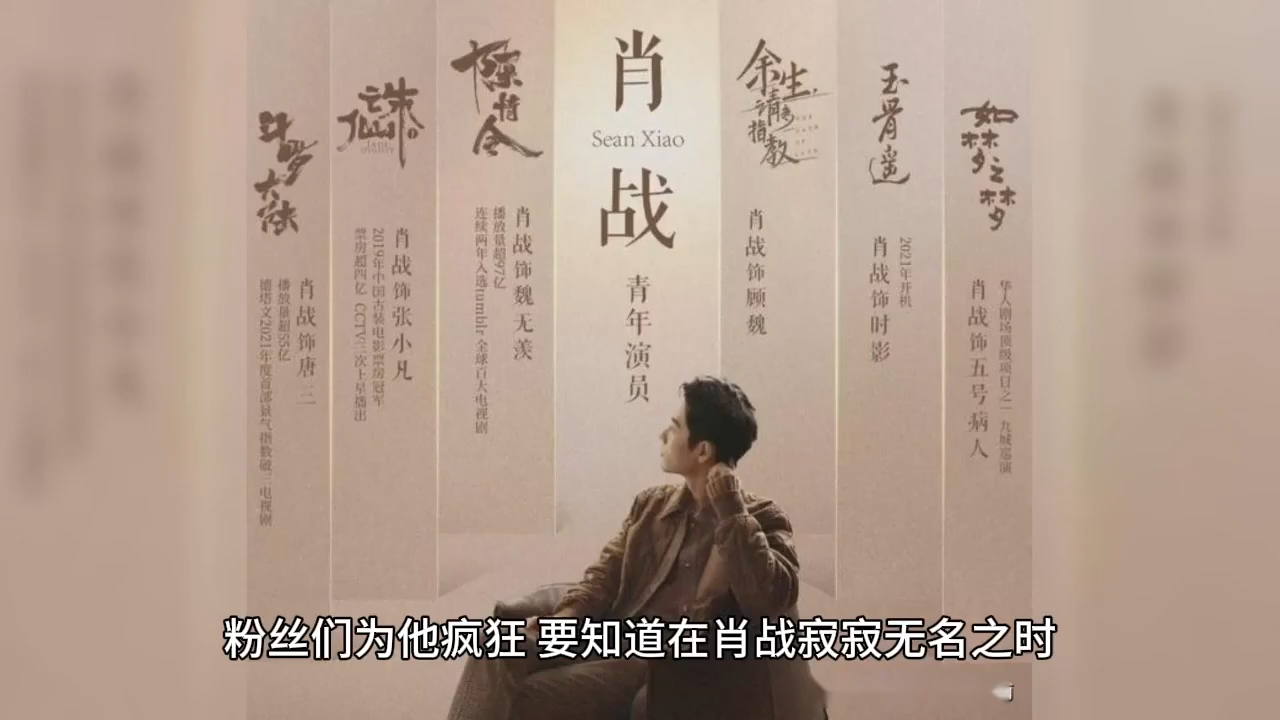 斗罗大陆
肖战饰唐三
播放量超55亿
德塔文2021年度首部景气指数破三电视剧
诛仙
JADE DYNASTY
肖战饰张小凡
2019年中国古装电影票房冠军
票房超四亿 CCTV三次上星播出
陈情令
肖战饰魏无羡
播放量超97亿
连续两年入选tumblr全球百大电视剧
肖战
Sean Xiao
青年演员
余生,请多指教
肖战饰顾魏
玉骨遥
2021年开机
肖战饰时影
如梦之梦
华人剧场顶级项目之一 九城巡演
肖战饰五号病人
粉丝们为他疯狂 要知道在肖战寂寂无名之时